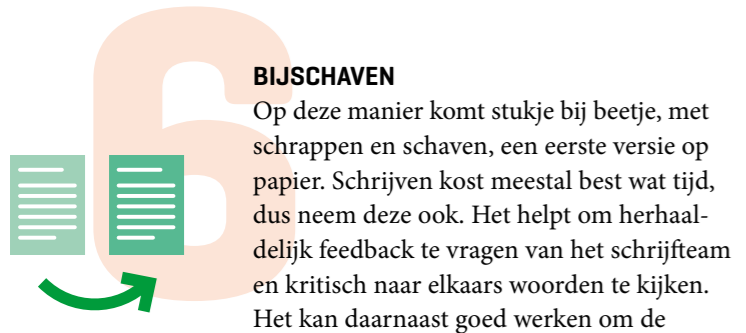 6
BIJSCHAVEN
Op deze manier komt stukje bij beetje, met
schrappen en schaven, een eerste versie op
papier. Schrijven kost meestal best wat tijd,
dus neem deze ook. Het helpt om herhaal-
delijk feedback te vragen van het schrijfteam
en kritisch naar elkaars woorden te kijken.
Het kan daarnaast goed werken om de